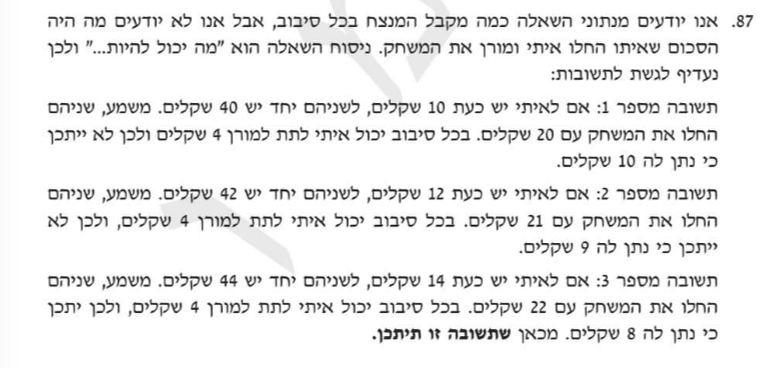 87. אנו יודעים מנתוני השאלה כמה מקבל המנצח בכל סיבוב, אבל אנו לא יודעים מה היה
הסכום שאיתו החלו איתי ומורן את המשחק. ניסוח השאלה הוא "מה יכול להיות..." ולכן
נעדיף לגשת לתשובות:
תשובה מספר 1: אם לאיתי יש כעת 10 שקלים, לשניהם יחד יש 40 שקלים. משמע, שניהם
החלו את המשחק עם 20 שקלים. בכל סיבוב יכול איתי לתת למורן 4 שקלים ולכן לא ייתכן
כי נתן לה 10 שקלים.
תשובה מספר 2: אם לאיתי יש כעת 12 שקלים, לשניהם יחד יש 42 שקלים. משמע, שניהם
החלו את המשחק עם 21 שקלים. בכל סיבוב יכול איתי לתת למורן 4 שקלים, ולכן לא
ייתכן כי נתן לה 9 שקלים.
תשובה מספר 3: אם לאיתי יש כעת 14 שקלים, לשניהם יחד יש 44 שקלים. משמע, שניהם
החלו את המשחק עם 22 שקלים. בכל סיבוב יכול איתי לתת למורן 4 שקלים, ולכן יתכן
כי נתן לה 8 שקלים. מכאן שתשובה זו תיתכן.